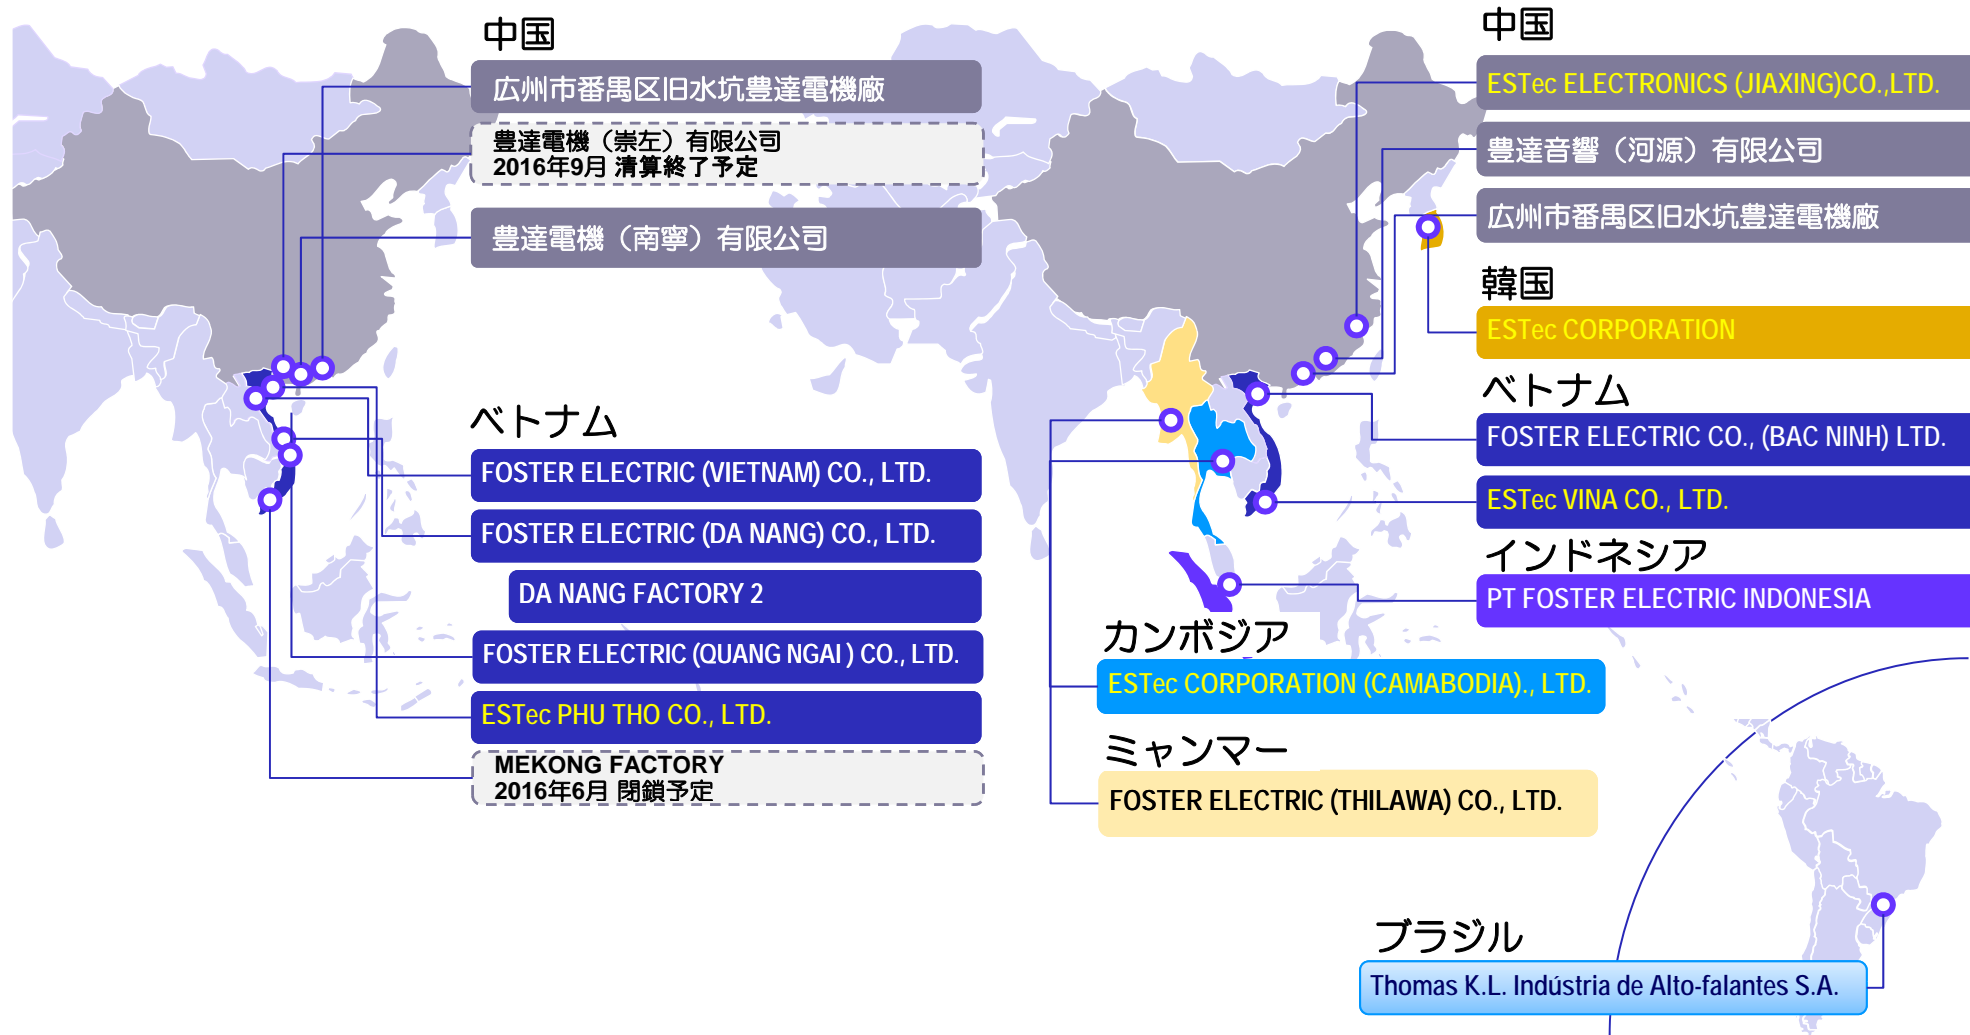 中国
広州市番禺区旧水坑豊達電機廠
豊達電機（崇左）有限公司
2016年9月 清算終了予定
豊達電機（南寧）有限公司
ベトナム
FOSTER ELECTRIC (VIETNAM) CO., LTD.
FOSTER ELECTRIC (DA NANG) CO., LTD.
DA NANG FACTORY 2
FOSTER ELECTRIC (QUANG NGAI ) CO., LTD.
ESTec PHU THO CO., LTD.
MEKONG FACTORY
2016年6月 閉鎖予定
中国
ESTec ELECTRONICS (JIAXING)CO.,LTD.
豊達音響（河源）有限公司
広州市番禺区旧水坑豊達電機廠
韓国
ESTec CORPORATION
ベトナム
FOSTER ELECTRIC CO., (BAC NINH) LTD.
ESTec VINA CO., LTD.
インドネシア
PT FOSTER ELECTRIC INDONESIA
カンボジア
ESTec CORPORATION (CAMABODIA)., LTD.
ミャンマー
FOSTER ELECTRIC (THILAWA) CO., LTD.
ブラジル
Thomas K.L. Indústria de Alto-falantes S.A.